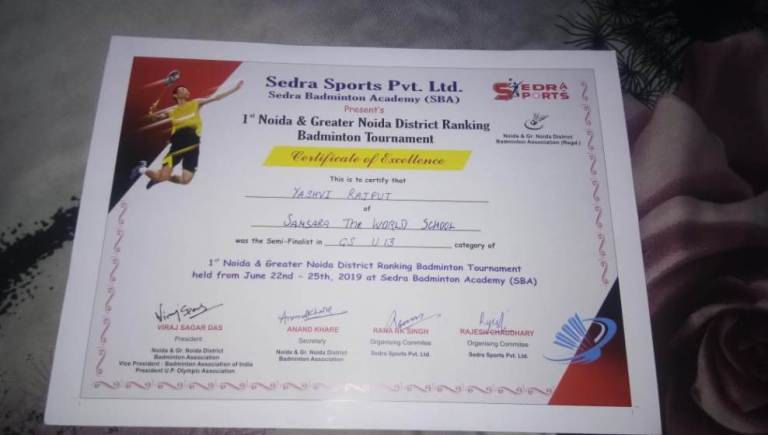 Sedra Sports Pvt. Ltd.
Sedra Badminton Academy (SBA)
Present's
1st Noida & Greater Noida District Ranking
Badminton Tournament
SEDRA
SPORTS
Noida & Gr. Noida District
Badminton Association (Regd.)
Certificate of Excellence
This is to certify that
YASHVI RAJPUT
of
SANSARA THE WORLD SCHOOL
was the Semi-Finalist in GS U13 category of
1st Noida & Greater Noida District Ranking Badminton Tournament
held from June 22nd - 25th, 2019 at Sedra Badminton Academy (SBA)
VIRAJ SAGAR DAS
President
Noida & Gr. Noida District
Badminton Association
Vice President : Badminton Association of India
President U.P. Olympic Association
ANAND KHARE
Secretary
Noida & Gr. Noida District
Badminton Association
RANA RK SINGH
Organising Commitee
Sedra Sports Pvt. Ltd.
RAJESH CHAUDHARY
Organising Commitee
Sedra Sports Pvt. Ltd.